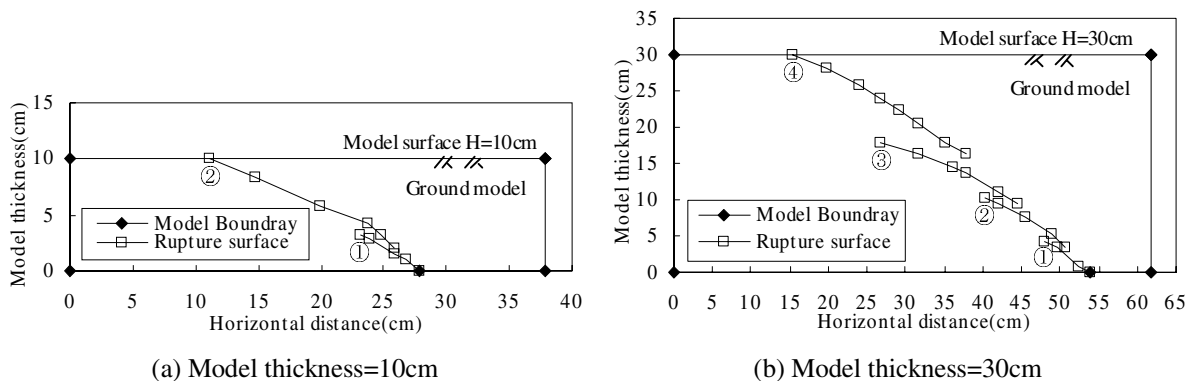 15
10
5
0
Model thickness(cm)
Model surface H=10cm
Ground model
②
①
Model Boundray
Rupture surface
0 5 10 15 20 25 30 35 40
Horizontal distance(cm)
(a) Model thickness=10cm
35
30
25
20
15
10
5
0
Model thickness(cm)
Model surface H=30cm
Ground model
④
③
②
①
Model Boundray
Rupture surface
0 5 10 15 20 25 30 35 40 45 50 55 60 65
Horizontal distance(cm)
(b) Model thickness=30cm